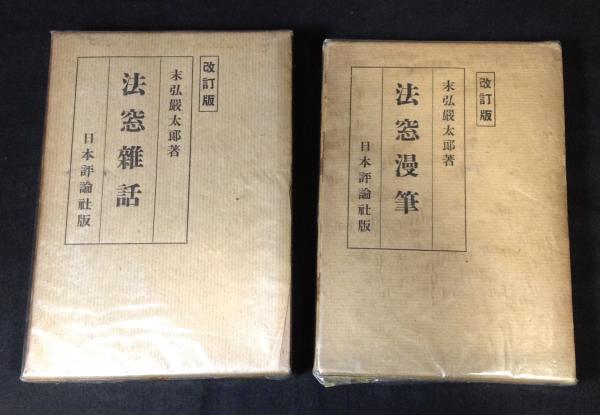 改訂版
末弘嚴太郎著
法窓雜話
日本評論社版
改訂版
末弘嚴太郎著
法窓漫筆
日本評論社版